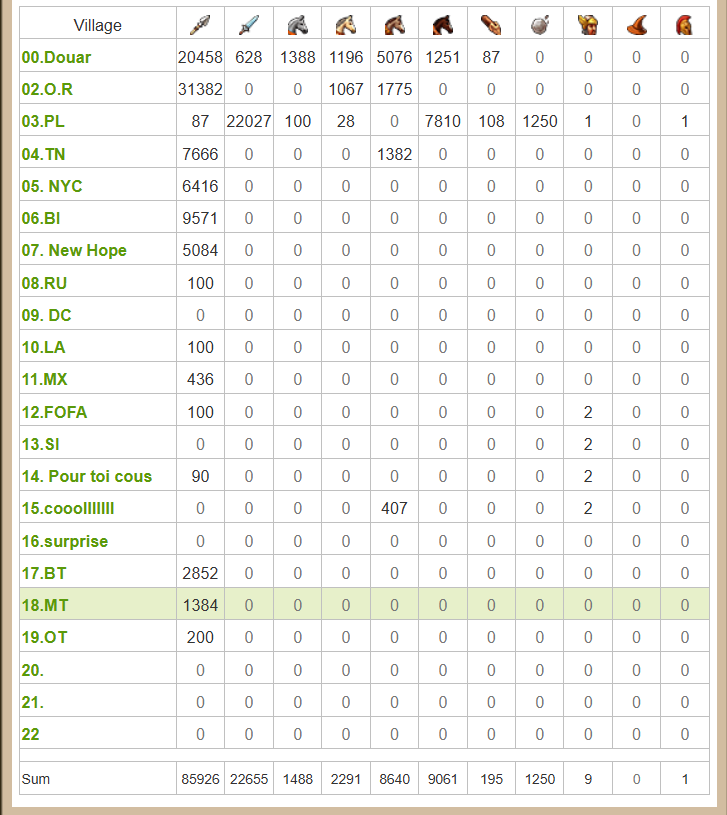 Village
00.Douar 20458 628 1388 1196 5076 1251 87 0 0 0 0
02.O.R 31382 0 0 1067 1775 0 0 0 0 0 0
03.PL 87 22027 100 28 0 7810 108 1250 1 0 1
04.TN 7666 0 0 0 1382 0 0 0 0 0 0
05. NYC 6416 0 0 0 0 0 0 0 0 0 0
06.BI 9571 0 0 0 0 0 0 0 0 0 0
07. New Hope 5084 0 0 0 0 0 0 0 0 0 0
08.RU 100 0 0 0 0 0 0 0 0 0 0
09. DC 0 0 0 0 0 0 0 0 0 0 0
10.LA 100 0 0 0 0 0 0 0 0 0 0
11.MX 436 0 0 0 0 0 0 0 0 0 0
12.FOFA 100 0 0 0 0 0 0 0 2 0 0
13.SI 0 0 0 0 0 0 0 0 2 0 0
14. Pour toi cous 90 0 0 0 0 0 0 0 2 0 0
15.cooolllllll 0 0 0 0 407 0 0 0 2 0 0
16.surprise 0 0 0 0 0 0 0 0 0 0 0
17.BT 2852 0 0 0 0 0 0 0 0 0 0
18.MT 1384 0 0 0 0 0 0 0 0 0 0
19.OT 200 0 0 0 0 0 0 0 0 0 0
20. 0 0 0 0 0 0 0 0 0 0 0
21. 0 0 0 0 0 0 0 0 0 0 0
22 0 0 0 0 0 0 0 0 0 0 0
Sum 85926 22655 1488 2291 8640 9061 195 1250 9 0 1